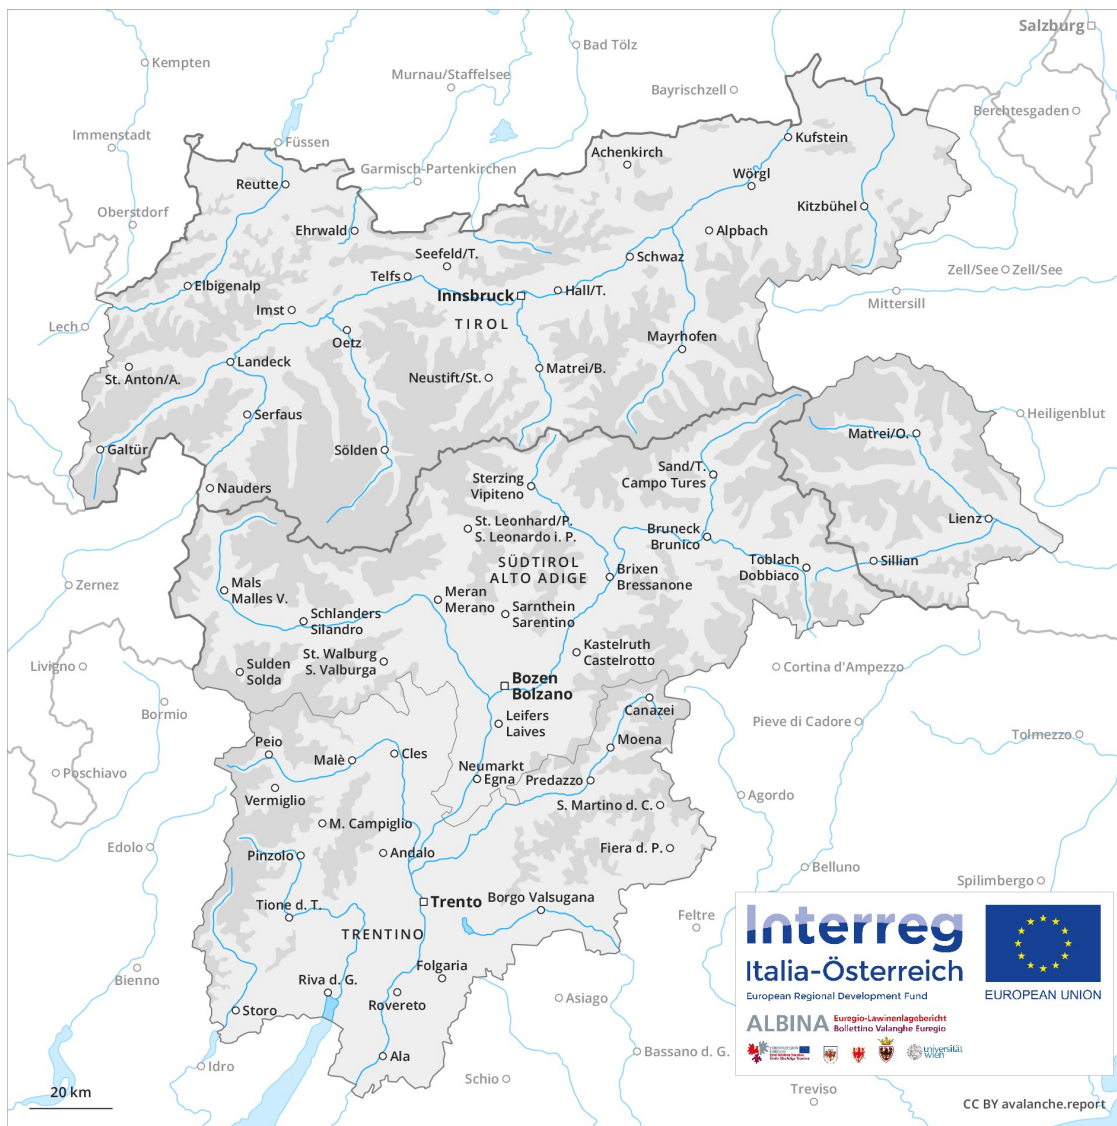 Salzburg
Bad Tölz
Kempten
Murnau/Staffelsee
Bayrischzell
Berchtesgaden
Immenstadt
Füssen
Kufstein
Achenkirch
Garmisch-Partenkirchen
Wörgl
Reutte
Kitzbühel
Oberstdorf
Ehrwald
Alpbach
Seefeld/T.
Schwaz
Telfs
Zell/See
Zell/See
Elbigenalp
Innsbruck
Hall/T.
Mittersill
Imst
TIROL
Lech
Oetz
Mayrhofen
Landeck
Matrei/B.
St. Anton/A.
Neustift/St.
Serfaus
Heiligenblut
Matrei/O.
Galtür
Sölden
Sand/T.
Campo Tures
Sterzing
Vipiteno
Nauders
St. Leonhard/P.
S. Leonardo i. P.
Lienz
Bruneck
Brunico
SÜDTIROL
ALTO ADIGE
Toblach
Dobbiaco
Sillian
Brixen
Bressanone
Zernez
Mals
Malles V.
Meran
Merano
Schlanders
Silandro
Sarnthein
Sarentino
Kastelruth
Castelrotto
St. Walburg
S. Valburga
Livigno
Sulden
Solda
Cortina d'Ampezzo
Bozen
Bolzano
Canazei
Bormio
Leifers
Laives
Pieve di Cadore
Tolmezzo
Moena
Peio
Cles
Malè
Poschiavo
Neumarkt
Egna
Predazzo
Vermiglio
S. Martino d. C.
Agordo
M. Campiglio
Edolo
Pinzolo
Andalo
Fiera d. P.
Belluno
Spilimbergo
Trento
Borgo Valsugana
Tione d. T.
Feltre
TRENTINO
Folgaria
Bienno
Riva d. G.
Rovereto
Asiago
Storo
Ala
Bassano d. G.
Idro
Schio
Treviso
Interreg
Italia-Österreich
European Regional Development Fund
EUROPEAN UNION
ALBINA
Euregio-Lawinenlagebericht
Bollettino Valanghe Euregio
universität
wien
20 km
CC BY avalanche.report